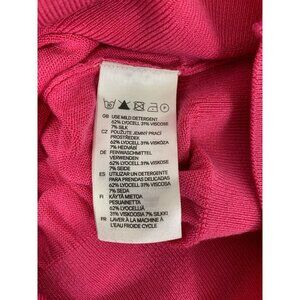 GB USE MILD DETERGENT
62% LYOCELL 31% VISCOSE
7% SILK
CZ POUŽIJTE JEMNÝ PRACÍ
PROSTŘEDEK
62% LYOCELL 31% VISKÓZA
7% HEDVÁBÍ
DE FEINWASCHMITTEL
VERWENDEN
62% LYOCELL 31% VISKOSE
7% SEIDE
ES UTILIZAR UN DETERGENTE
PARA PRENDAS DELICADAS
62% LYOCELL 31% VISCOSA
7% SEDA
FI KÄYTÄ MIETOA
PESUAINETTA
62% LYOCELLIÄ
31% VISKOOSIA 7% SILKKI
FR LAVER À LA MACHINE À
L'EAU FROIDE CYCLE